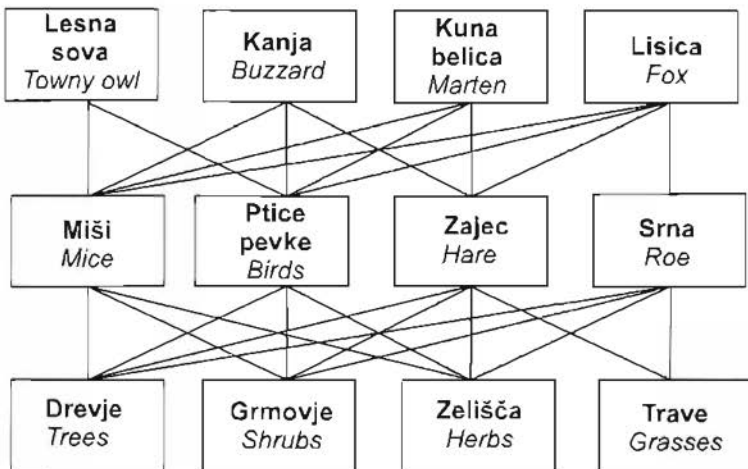 Lesna
sova
Towny owl
Kanja
Buzzard
Kuna
belica
Marten
Lisica
Fox
Miši
Mice
Ptice
pevke
Birds
Zajec
Hare
Srna
Roe
Drevje
Trees
Grmovje
Shrubs
Zelišča
Herbs
Trave
Grasses